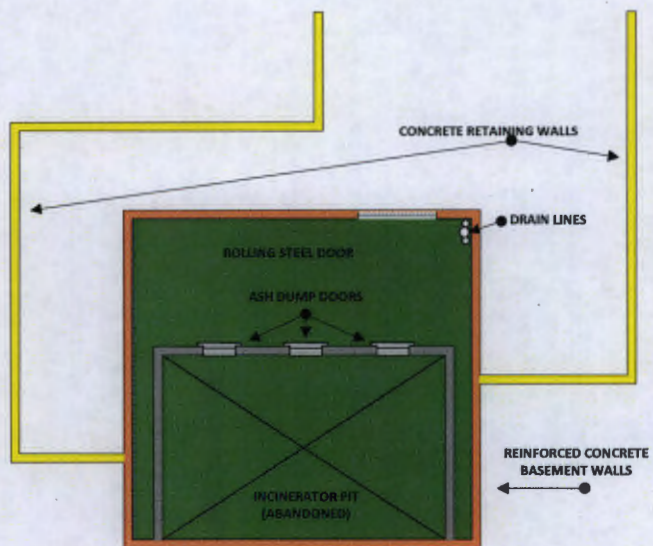 CONCRETE RETAINING WALLS
DRAIN LINES
ROLLING STEEL DOOR
ASH DUMP DOORS
REINFORCED CONCRETE
BASEMENT WALLS
INCINERATOR PIT
(ABANDONED)